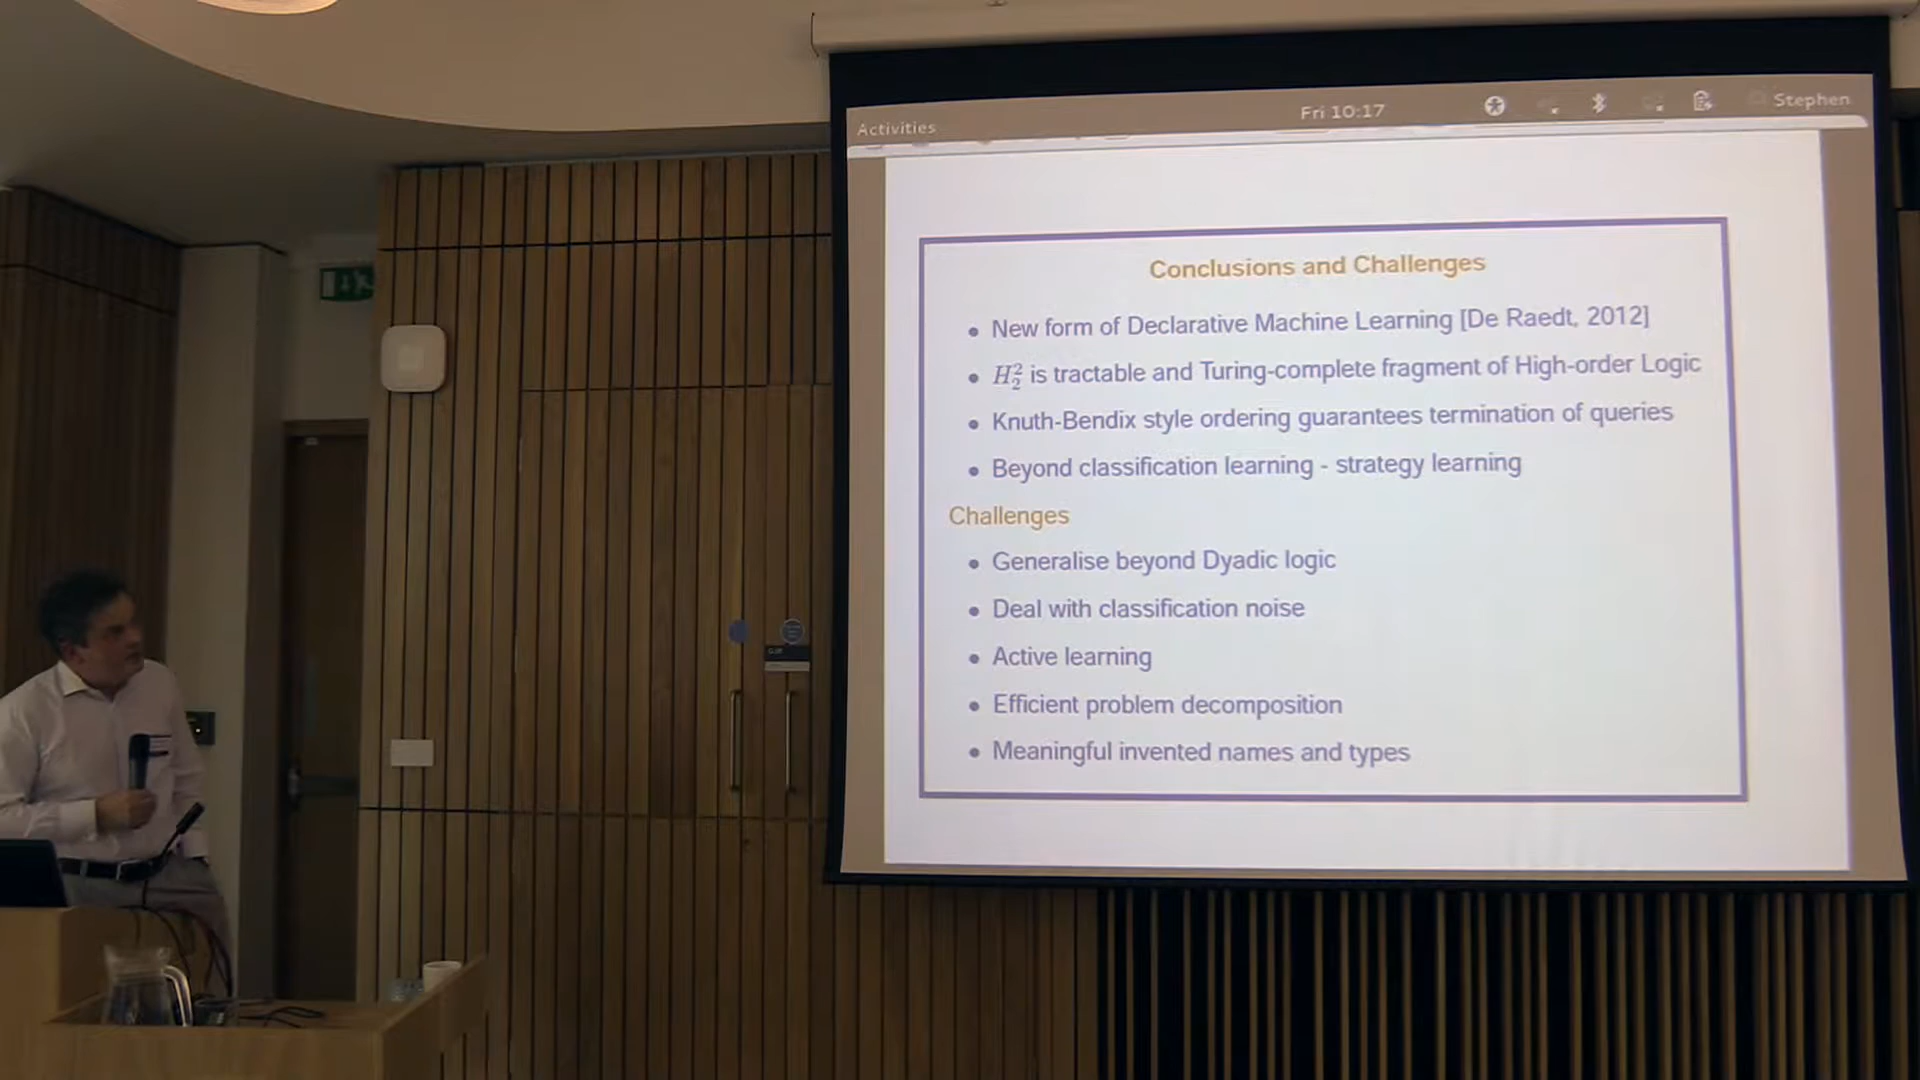 Activities
Fri 10:17
Stephen
Conclusions and Challenges
• New form of Declarative Machine Learning [De Raedt, 2012]
• H₂² is tractable and Turing-complete fragment of High-order Logic
• Knuth-Bendix style ordering guarantees termination of queries
• Beyond classification learning - strategy learning
Challenges
• Generalise beyond Dyadic logic
• Deal with classification noise
• Active learning
• Efficient problem decomposition
• Meaningful invented names and types